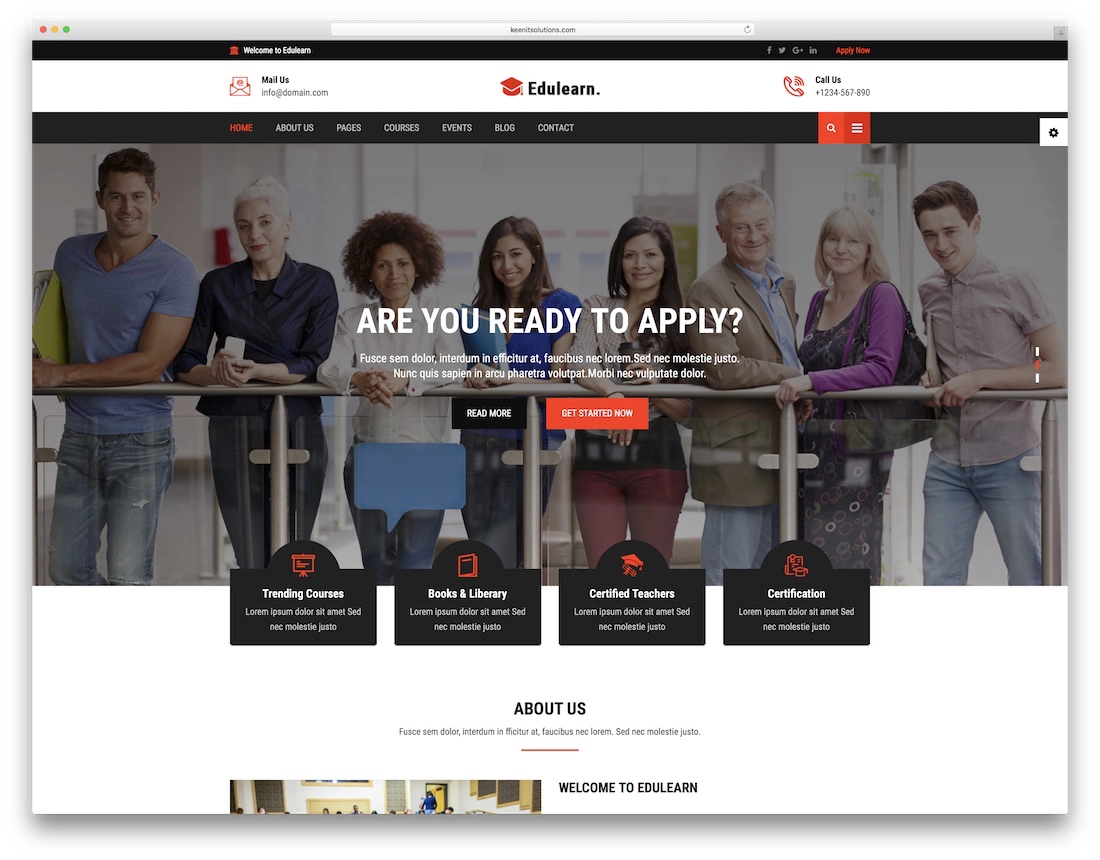 keenitsolutions.com
Welcome to Edulearn
Apply Now
Mail Us
info@domain.com
Edulearn.
Call Us
+1234-567-890
HOME ABOUT US PAGES COURSES EVENTS BLOG CONTACT
ARE YOU READY TO APPLY?
Fusce sem dolor, interdum in efficitur at, faucibus nec lorem.Sed nec molestie justo.
Nunc quis sapien in arcu pharetra volutpat.Morbi nec vulputate dolor.
READ MORE
GET STARTED NOW
Trending Courses
Lorem ipsum dolor sit amet Sed
nec molestie justo
Books & Liberary
Lorem ipsum dolor sit amet Sed
nec molestie justo
Certified Teachers
Lorem ipsum dolor sit amet Sed
nec molestie justo
Certification
Lorem ipsum dolor sit amet Sed
nec molestie justo
ABOUT US
Fusce sem dolor, interdum in fficitur at, faucibus nec lorem. Sed nec molestie justo.
WELCOME TO EDULEARN